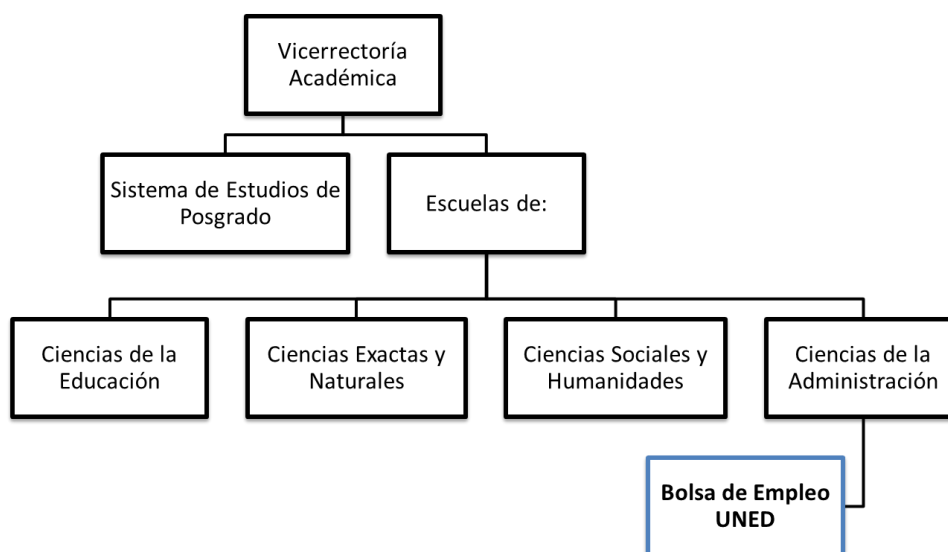 Vicerrectoría
Académica
Sistema de Estudios de
Posgrado
Escuelas de:
Ciencias de la
Educación
Ciencias Exactas y
Naturales
Ciencias Sociales y
Humanidades
Ciencias de la
Administración
Bolsa de Empleo
UNED